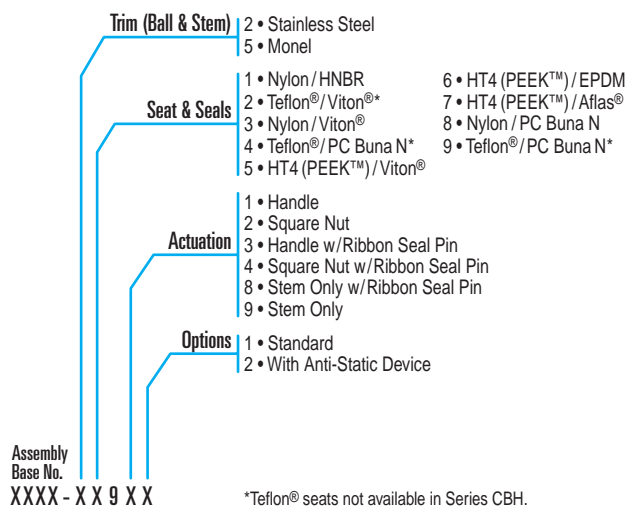 Trim (Ball & Stem)
2 • Stainless Steel
5 • Monel
Seat & Seals
1 • Nylon/HNBR
2 • Teflon®/Viton®*
3 • Nylon/Viton®
4 • Teflon®/PC Buna N*
5 • HT4 (PEEK™)/Viton®
6 • HT4 (PEEK™)/EPDM
7 • HT4 (PEEK™)/Aflas®
8 • Nylon/PC Buna N
9 • Teflon®/PC Buna N*
Actuation
1 • Handle
2 • Square Nut
3 • Handle w/Ribbon Seal Pin
4 • Square Nut w/Ribbon Seal Pin
8 • Stem Only w/Ribbon Seal Pin
9 • Stem Only
Options
1 • Standard
2 • With Anti-Static Device
Assembly
Base No.
XXXX - X X 9 X X
*Teflon® seats not available in Series CBH.